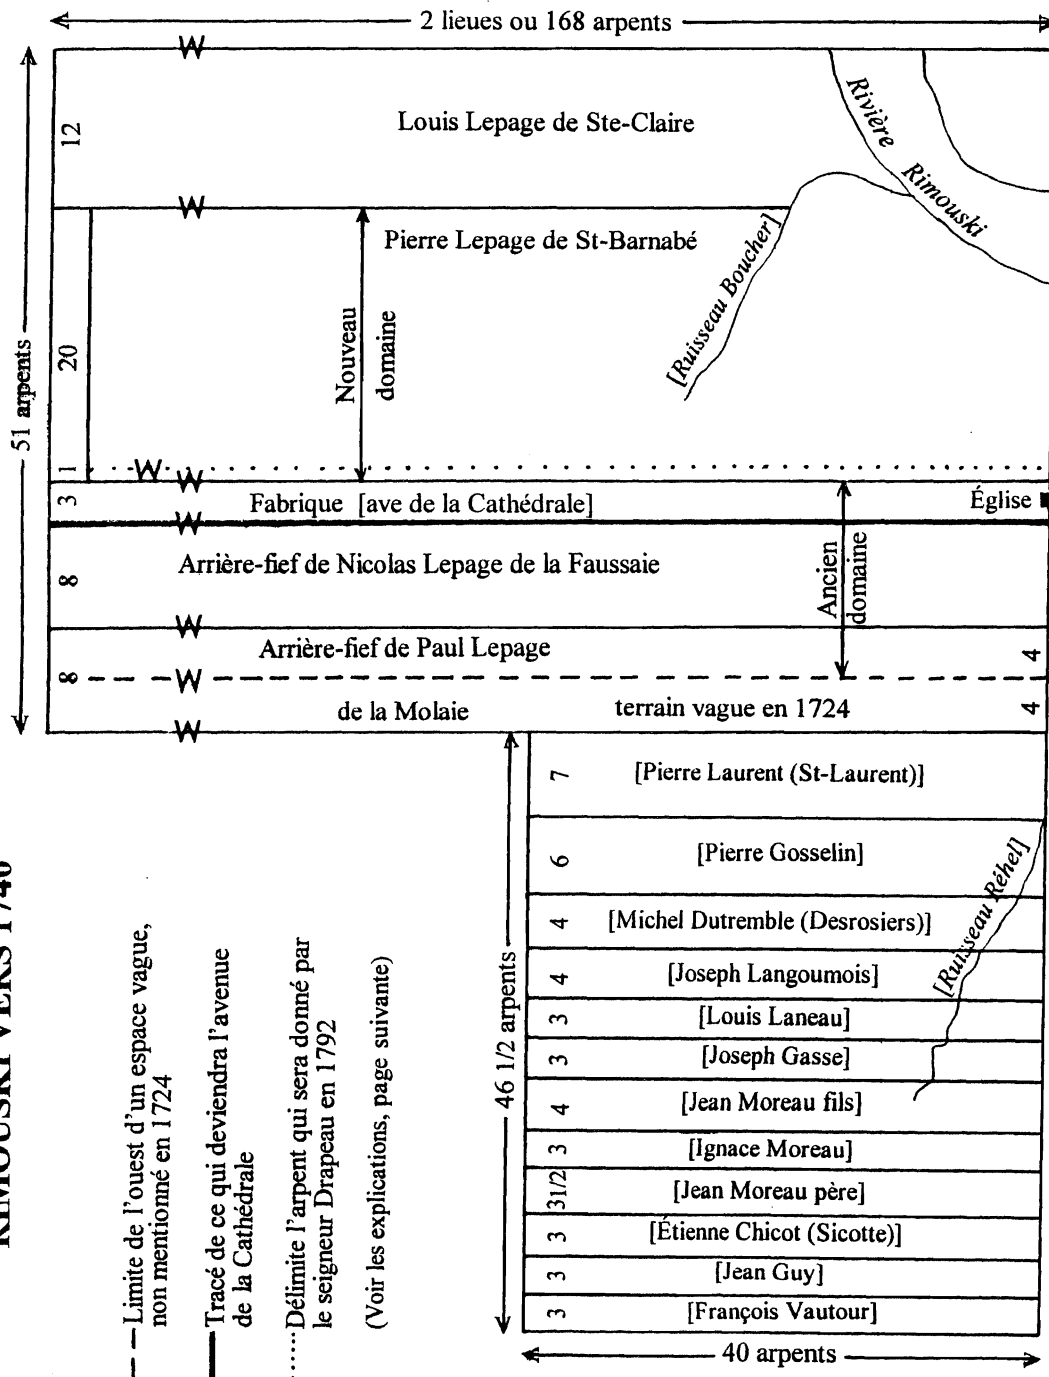 2 lieues ou 168 arpents
51 arpents
12
Louis Lepage de Ste-Claire
Rivière
Rimouski
20
Pierre Lepage de St-Barnabé
[Ruisseau Boucher]
Nouveau
domaine
1
3
Fabrique [ave de la Cathédrale]
Église
8
Arrière-fief de Nicolas Lepage de la Faussaie
Ancien
domaine
8
Arrière-fief de Paul Lepage
4
de la Molaie
terrain vague en 1724
4
46 1/2 arpents
7
[Pierre Laurent (St-Laurent)]
6
[Pierre Gosselin]
[Ruisseau Réhel]
4
[Michel Dutremble (Desrosiers)]
4
[Joseph Langoumois]
3
[Louis Laneau]
3
[Joseph Gasse]
4
[Jean Moreau fils]
3
[Ignace Moreau]
31/2
[Jean Moreau père]
3
[Étienne Chicot (Sicotte)]
3
[Jean Guy]
3
[François Vautour]
40 arpents
RIMOUSKI VERS 1740
Limite de l'ouest d'un espace vague,
non mentionné en 1724
Tracé de ce qui deviendra l'avenue
de la Cathédrale
Délimite l'arpent qui sera donné par
le seigneur Drapeau en 1792
(Voir les explications, page suivante)